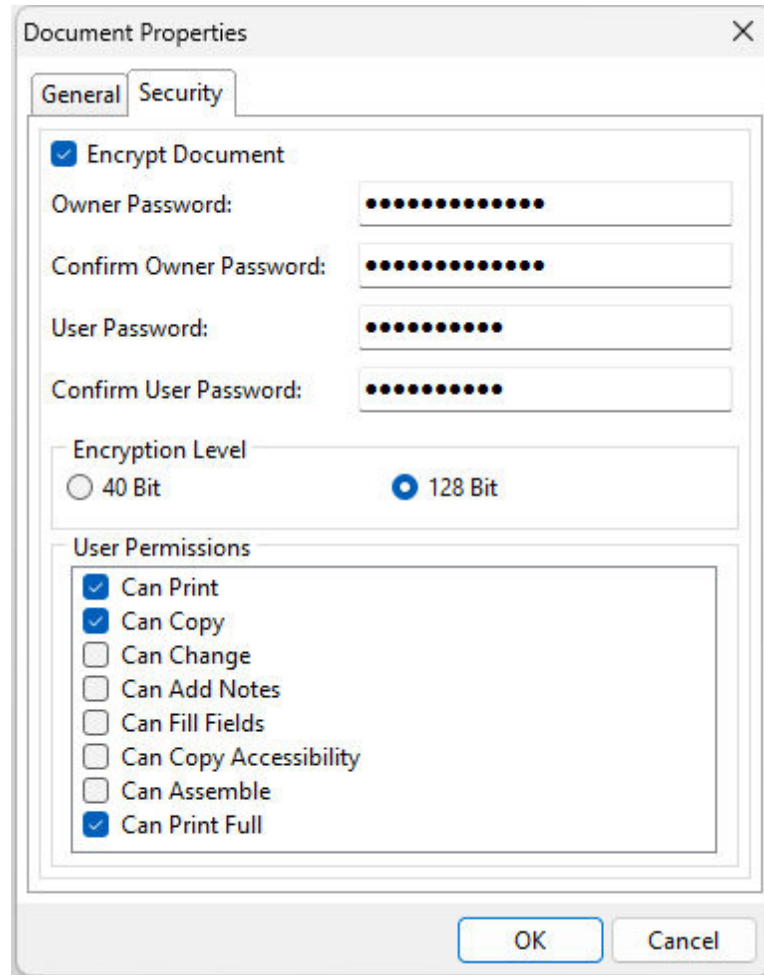 Document Properties
General Security
Encrypt Document
Owner Password: •••••••••••••
Confirm Owner Password: •••••••••••••
User Password: ••••••••••
Confirm User Password: ••••••••••
Encryption Level
40 Bit 128 Bit
User Permissions
Can Print
Can Copy
Can Change
Can Add Notes
Can Fill Fields
Can Copy Accessibility
Can Assemble
Can Print Full
OK Cancel